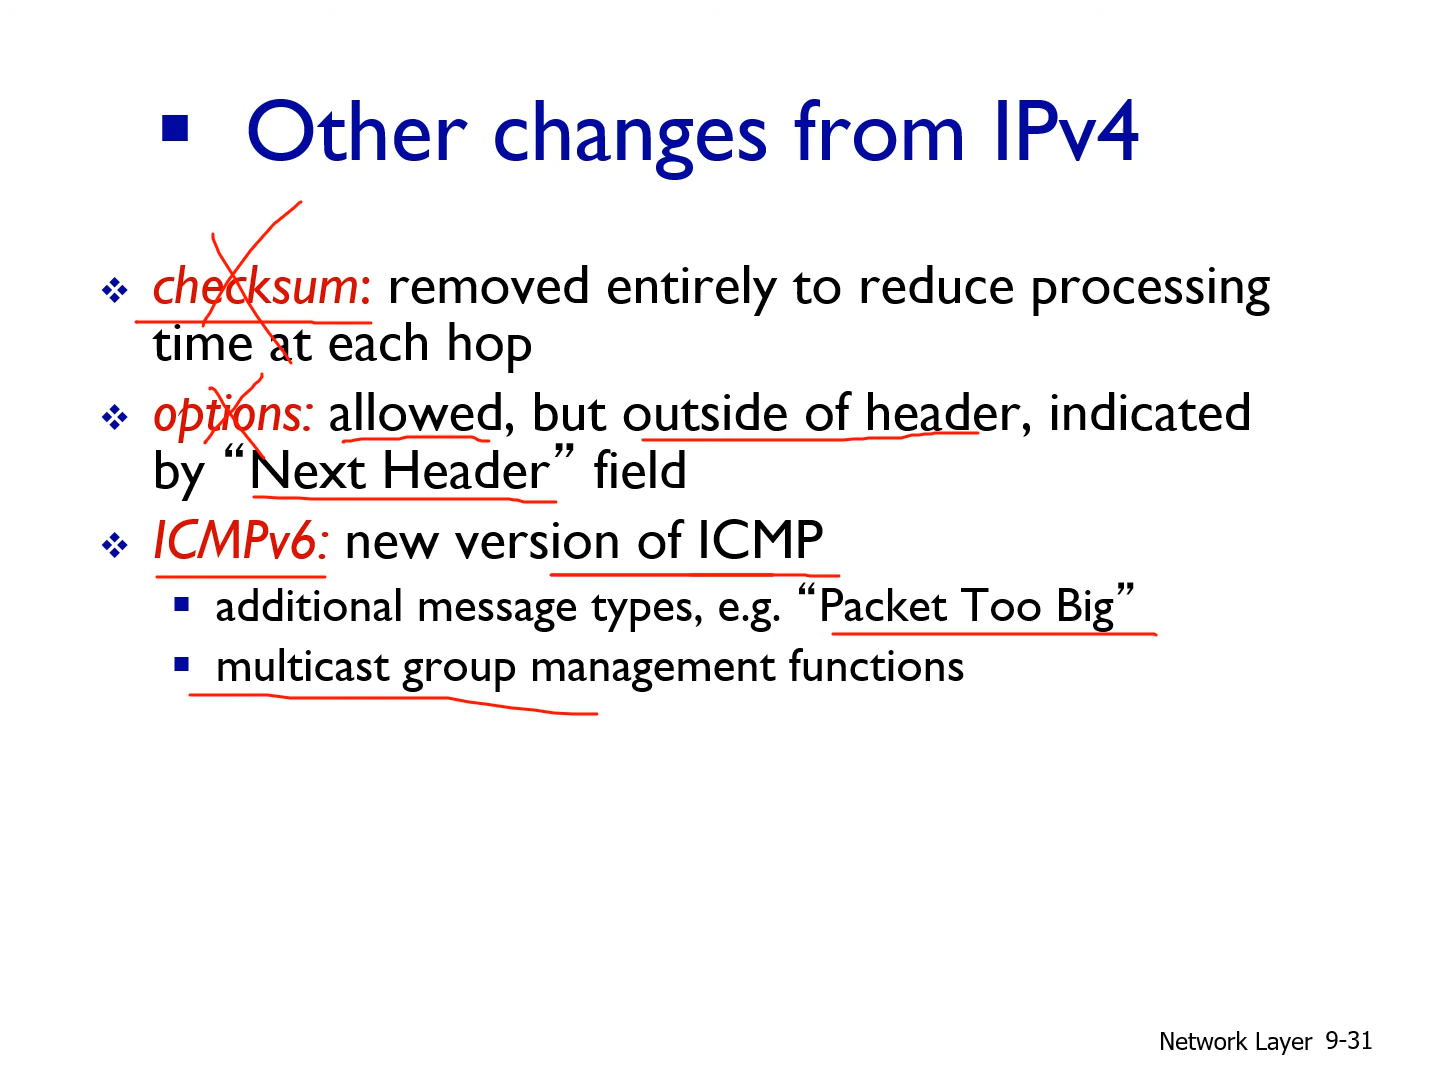 ▪ Other changes from IPv4
❖ checksum: removed entirely to reduce processing
time at each hop
❖ options: allowed, but outside of header, indicated
by “Next Header” field
❖ ICMPv6: new version of ICMP
▪ additional message types, e.g. “Packet Too Big”
▪ multicast group management functions
Network Layer 9-31